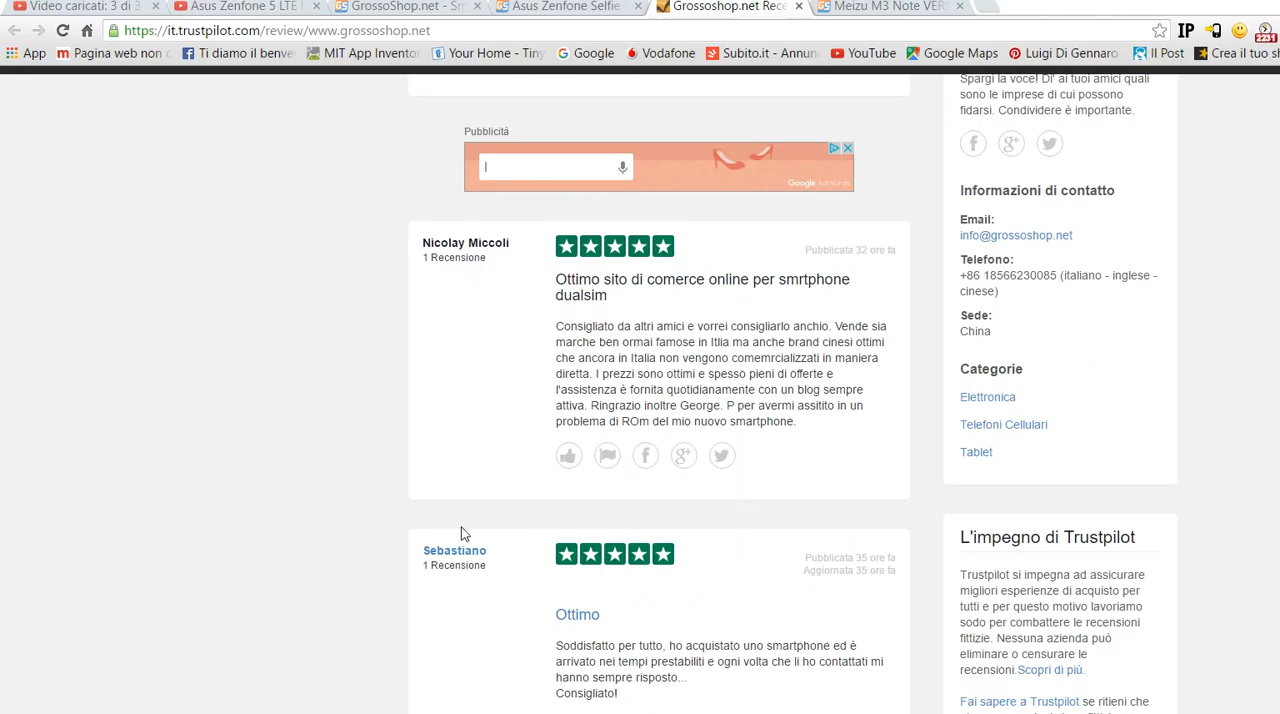 Video caricati: 3 di 3
Asus Zenfone 5 LTE
GrossoShop.net - Sm
Asus Zenfone Selfie
Grossoshop.net Rece
Meizu M3 Note VER
https://it.trustpilot.com/review/www.grossoshop.net
IP
2231
App
Pagina web non
Ti diamo il benve
MIT App Invento
Your Home - Tiny
Google
Vodafone
Subito.it - Annun
YouTube
Google Maps
Luigi Di Gennaro
Il Post
Crea il tuo s
Pubblicità
Google AdWords
Nicolay Miccoli
1 Recensione
Pubblicata 32 ore fa
Ottimo sito di comerce online per smrtphone
dualsim
Consigliato da altri amici e vorrei consigliarlo anchio. Vende sia
marche ben ormai famose in Itlia ma anche brand cinesi ottimi
che ancora in Italia non vengono comemrcializzati in maniera
diretta. I prezzi sono ottimi e spesso pieni di offerte e
l'assistenza è fornita quotidianamente con un blog sempre
attiva. Ringrazio inoltre George. P per avermi assitito in un
problema di ROm del mio nuovo smartphone.
Sebastiano
1 Recensione
Pubblicata 35 ore fa
Aggiornata 35 ore fa
Ottimo
Soddisfatto per tutto, ho acquistato uno smartphone ed è
arrivato nei tempi prestabiliti e ogni volta che li ho contattati mi
hanno sempre risposto...
Consigliato!
Spargi la voce! Di' ai tuoi amici quali
sono le imprese di cui possono
fidarsi. Condividere è importante.
Informazioni di contatto
Email:
info@grossoshop.net
Telefono:
+86 18566230085 (italiano - inglese -
cinese)
Sede:
China
Categorie
Elettronica
Telefoni Cellulari
Tablet
L'impegno di Trustpilot
Trustpilot si impegna ad assicurare
migliori esperienze di acquisto per
tutti e per questo motivo lavoriamo
sodo per combattere le recensioni
fittizie. Nessuna azienda può
eliminare o censurare le
recensioni.Scopri di più.
Fai sapere a Trustpilot se ritieni che